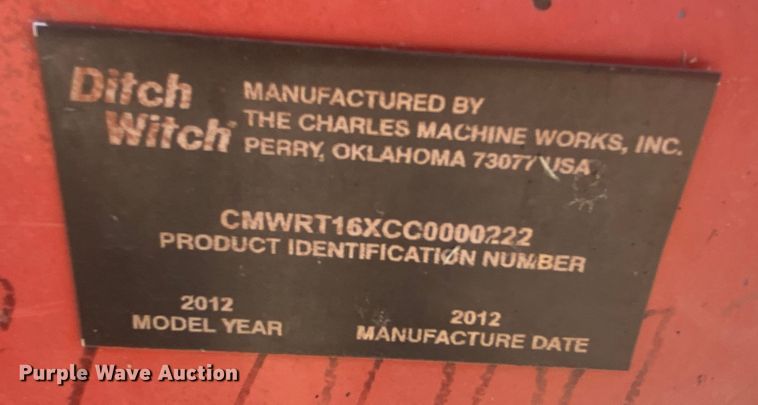 Ditch
Witch®
MANUFACTURED BY
THE CHARLES MACHINE WORKS, INC.
PERRY, OKLAHOMA 73077 USA
CMWRT16XCC0000222
PRODUCT IDENTIFICATION NUMBER
2012
MODEL YEAR
2012
MANUFACTURE DATE
Purple Wave Auction